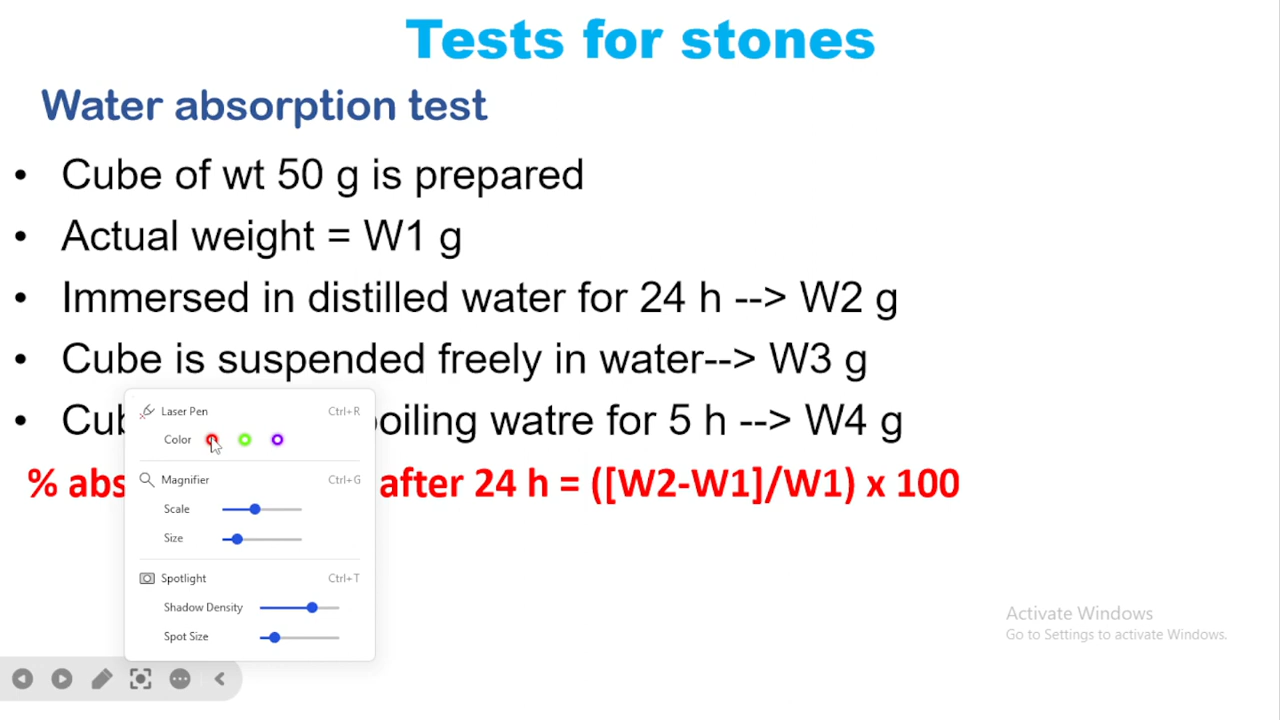 Tests for stones
Water absorption test
• Cube of wt 50 g is prepared
• Actual weight = W1 g
• Immersed in distilled water for 24 h --> W2 g
• Cube is suspended freely in water--> W3 g
boiling watre for 5 h --> W4 g
% after 24 h = ([W2-W1]/W1) x 100
Laser Pen Ctrl+R
Color
Magnifier Ctrl+G
Scale
Size
Spotlight Ctrl+T
Shadow Density
Spot Size
Activate Windows
Go to Settings to activate Windows.